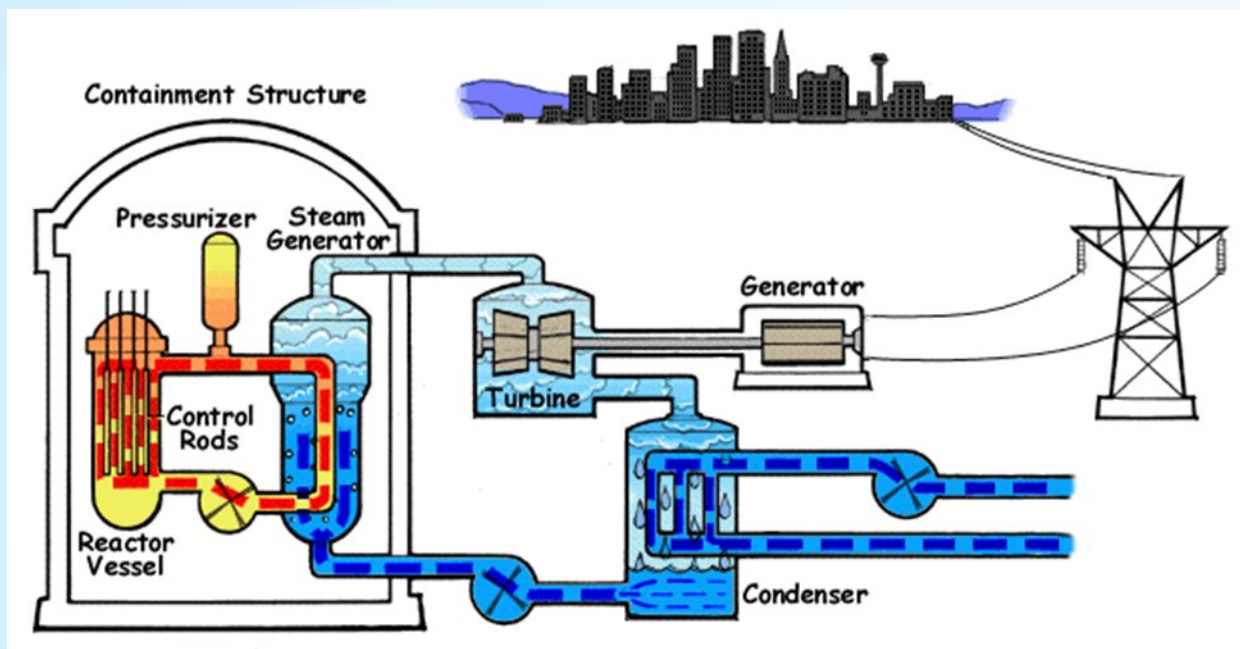 Containment Structure
Pressurizer
Steam
Generator
Control
Rods
Reactor
Vessel
Turbine
Generator
Condenser